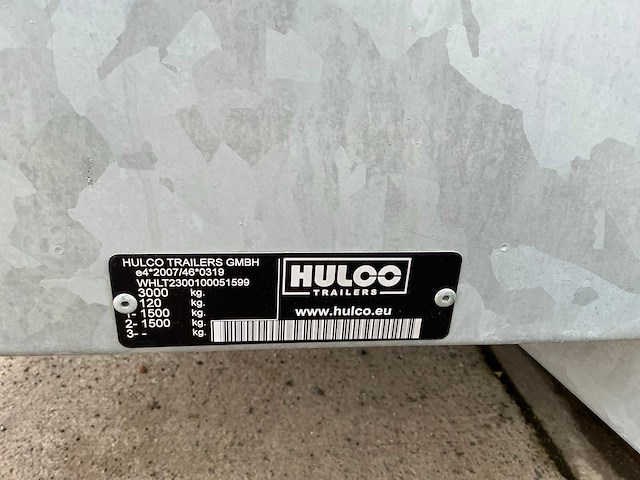 HULCO TRAILERS GMBH
e4*2007/46*0319
WHLT2300100051599
3000 kg.
120 kg.
1- 1500 kg.
2- 1500 kg.
3- - kg.
HULCO
TRAILERS
www.hulco.eu